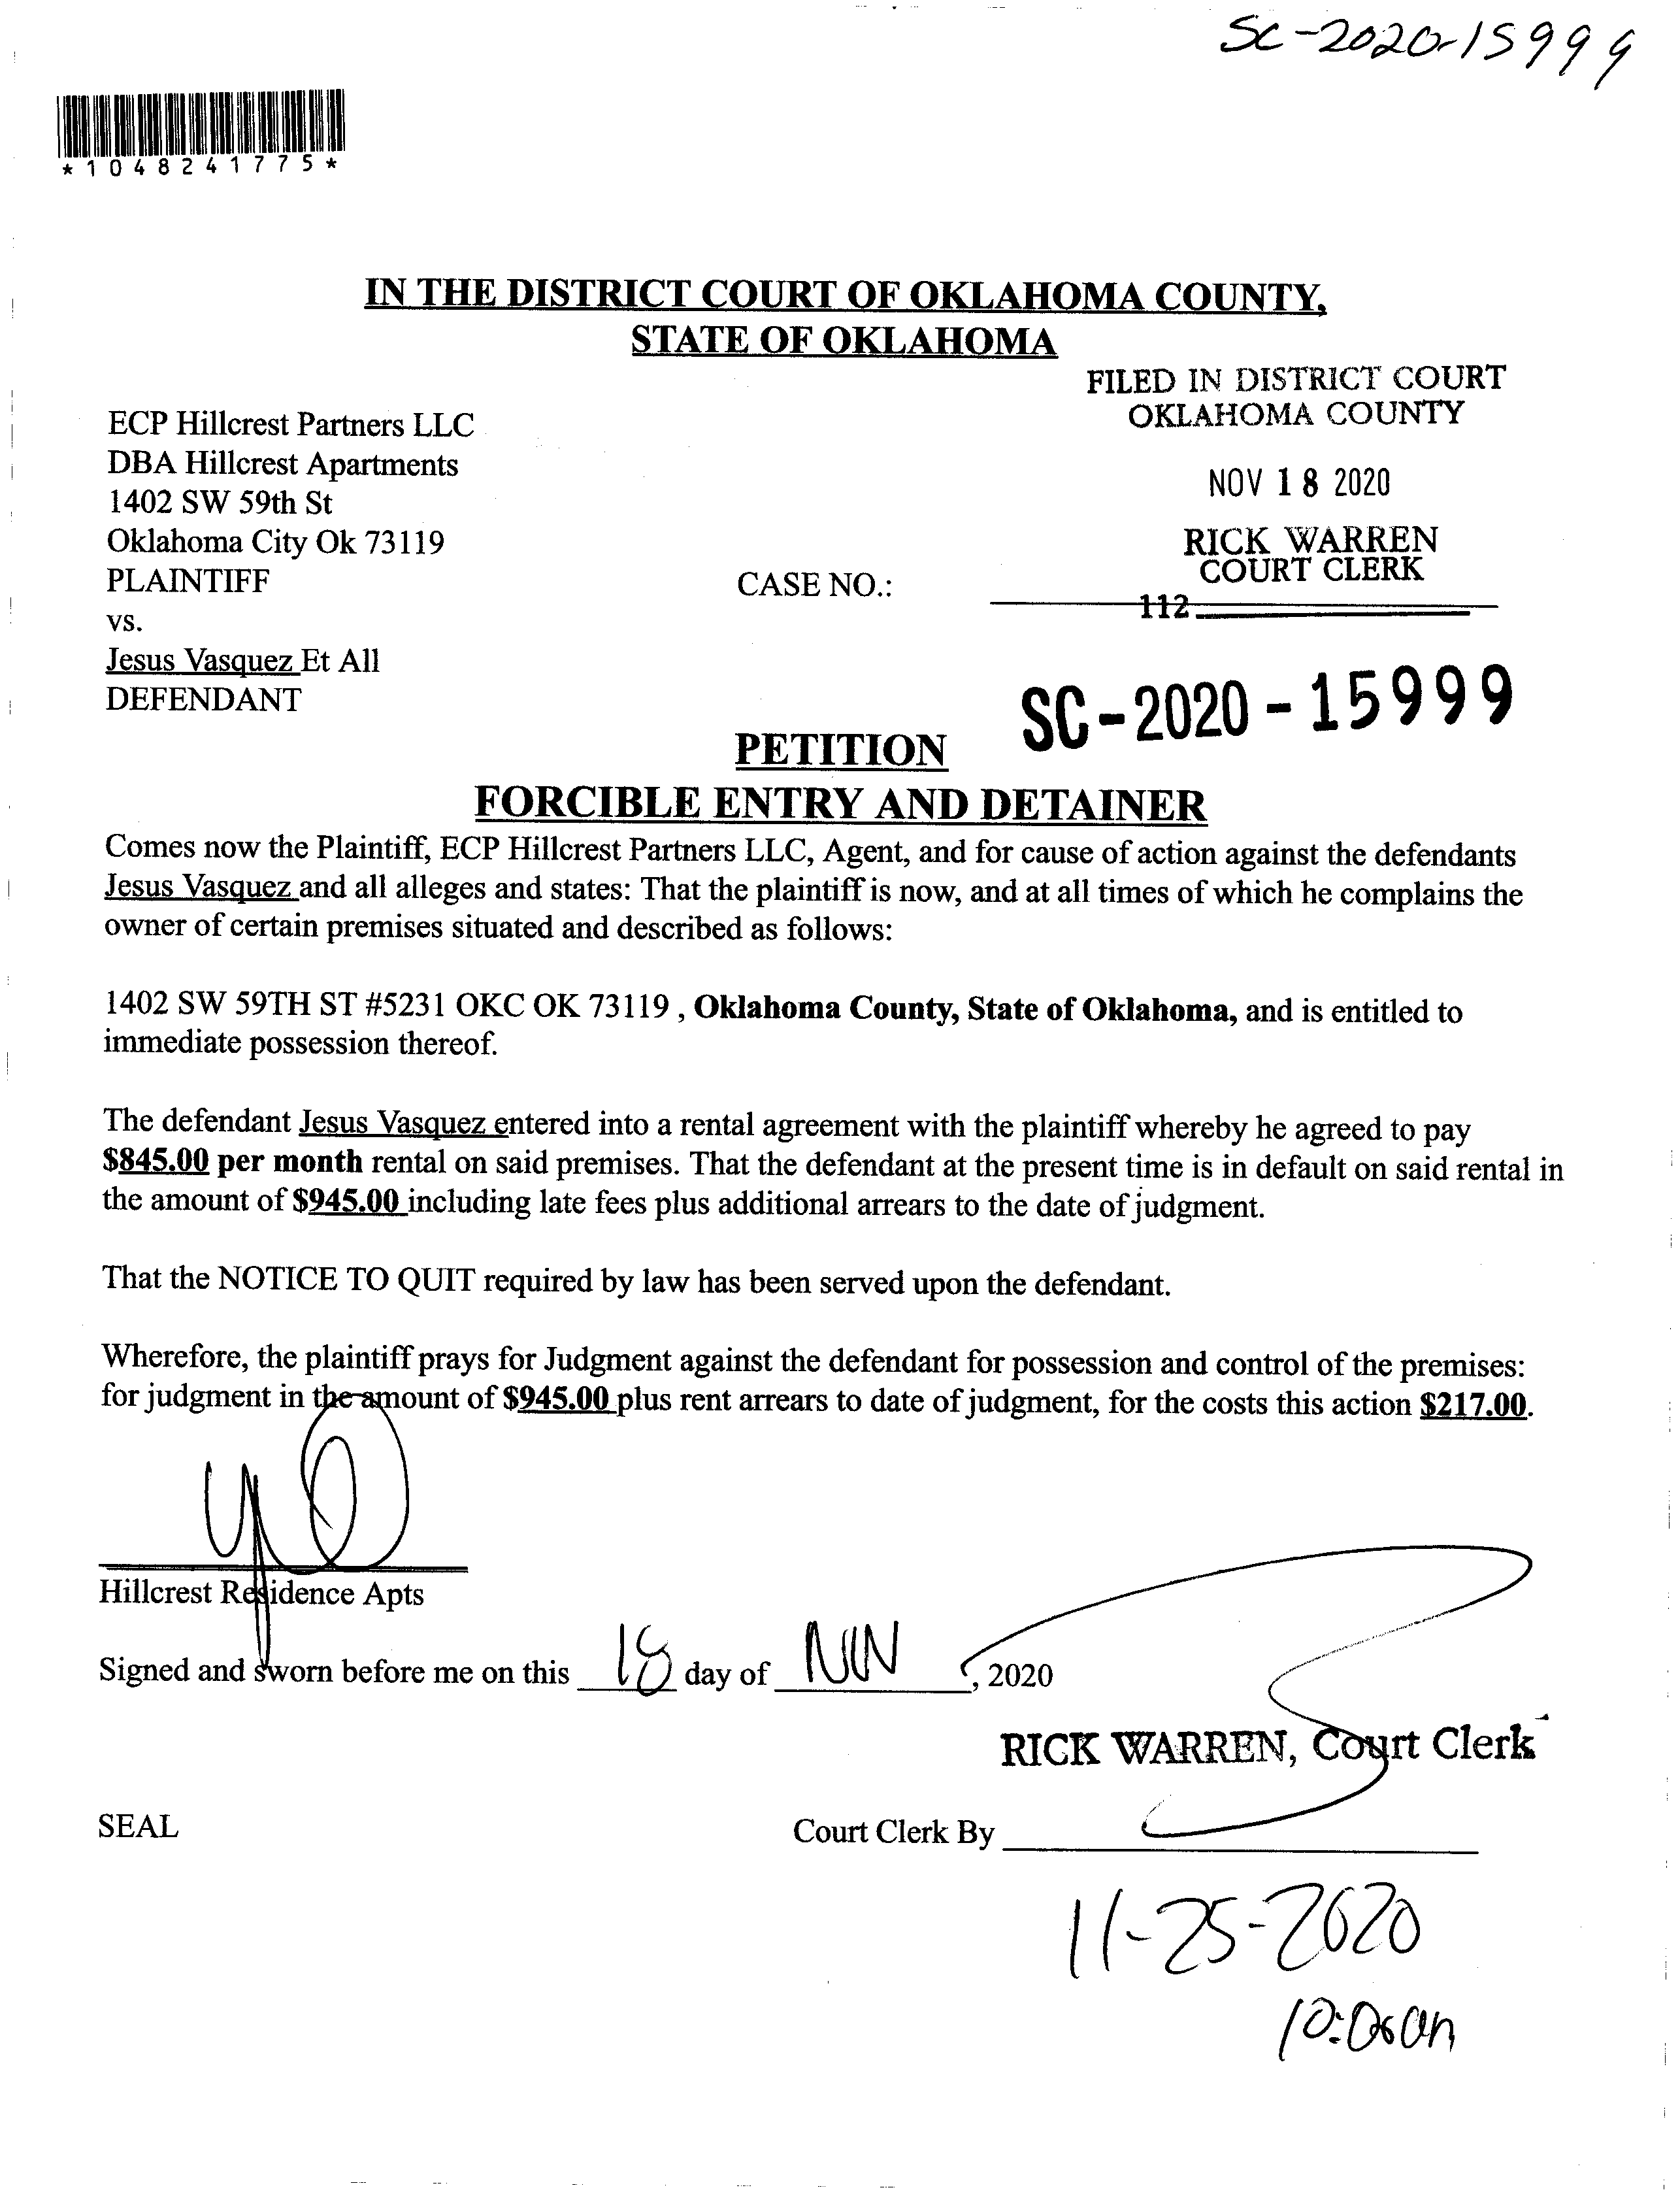 SC-2020-15999
*1048241775*
IN THE DISTRICT COURT OF OKLAHOMA COUNTY,
STATE OF OKLAHOMA
FILED IN DISTRICT COURT
OKLAHOMA COUNTY
NOV 18 2020
RICK WARREN
COURT CLERK
112
ECP Hillcrest Partners LLC
DBA Hillcrest Apartments
1402 SW 59th St
Oklahoma City Ok 73119
PLAINTIFF
CASE NO.:
vs.
Jesus Vasquez Et All
DEFENDANT
SC-2020-15999
PETITION
FORCIBLE ENTRY AND DETAINER
Comes now the Plaintiff, ECP Hillcrest Partners LLC, Agent, and for cause of action against the defendants
Jesus Vasquez and all alleges and states: That the plaintiff is now, and at all times of which he complains the
owner of certain premises situated and described as follows:
1402 SW 59TH ST #5231 OKC OK 73119 , Oklahoma County, State of Oklahoma, and is entitled to
immediate possession thereof.
The defendant Jesus Vasquez entered into a rental agreement with the plaintiff whereby he agreed to pay
$845.00 per month rental on said premises. That the defendant at the present time is in default on said rental in
the amount of $945.00 including late fees plus additional arrears to the date of judgment.
That the NOTICE TO QUIT required by law has been served upon the defendant.
Wherefore, the plaintiff prays for Judgment against the defendant for possession and control of the premises:
for judgment in the amount of $945.00 plus rent arrears to date of judgment, for the costs this action $217.00.
Hillcrest Residence Apts
Signed and sworn before me on this 18 day of NOV, 2020
RICK WARREN, Court Clerk
SEAL
Court Clerk By
11-25-2020